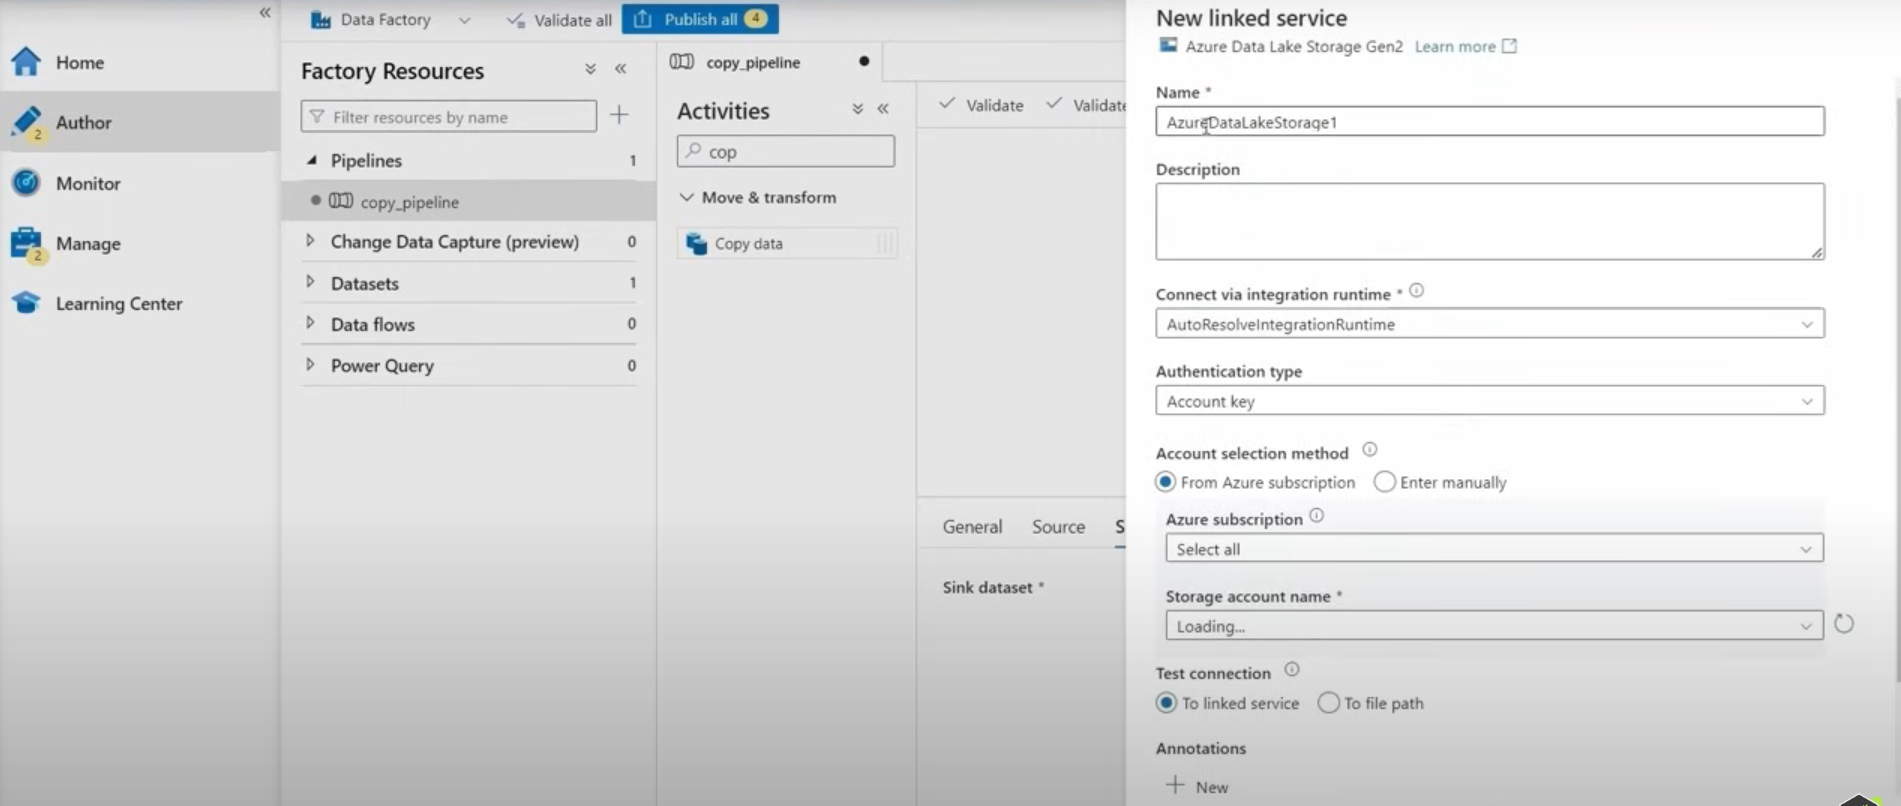 Home
Author
2
Monitor
Manage
2
Learning Center
Data Factory
Validate all
Publish all 4
Factory Resources
Filter resources by name
Pipelines 1
copy_pipeline
Change Data Capture (preview) 0
Datasets 1
Data flows 0
Power Query 0
copy_pipeline
Activities
cop
Move & transform
Copy data
Validate Validate
General Source S
Sink dataset *
New linked service
Azure Data Lake Storage Gen2 Learn more
Name *
AzureDataLakeStorage1
Description
Connect via integration runtime *
AutoResolveIntegrationRuntime
Authentication type
Account key
Account selection method
From Azure subscription Enter manually
Azure subscription
Select all
Storage account name *
Loading...
Test connection
To linked service To file path
Annotations
New